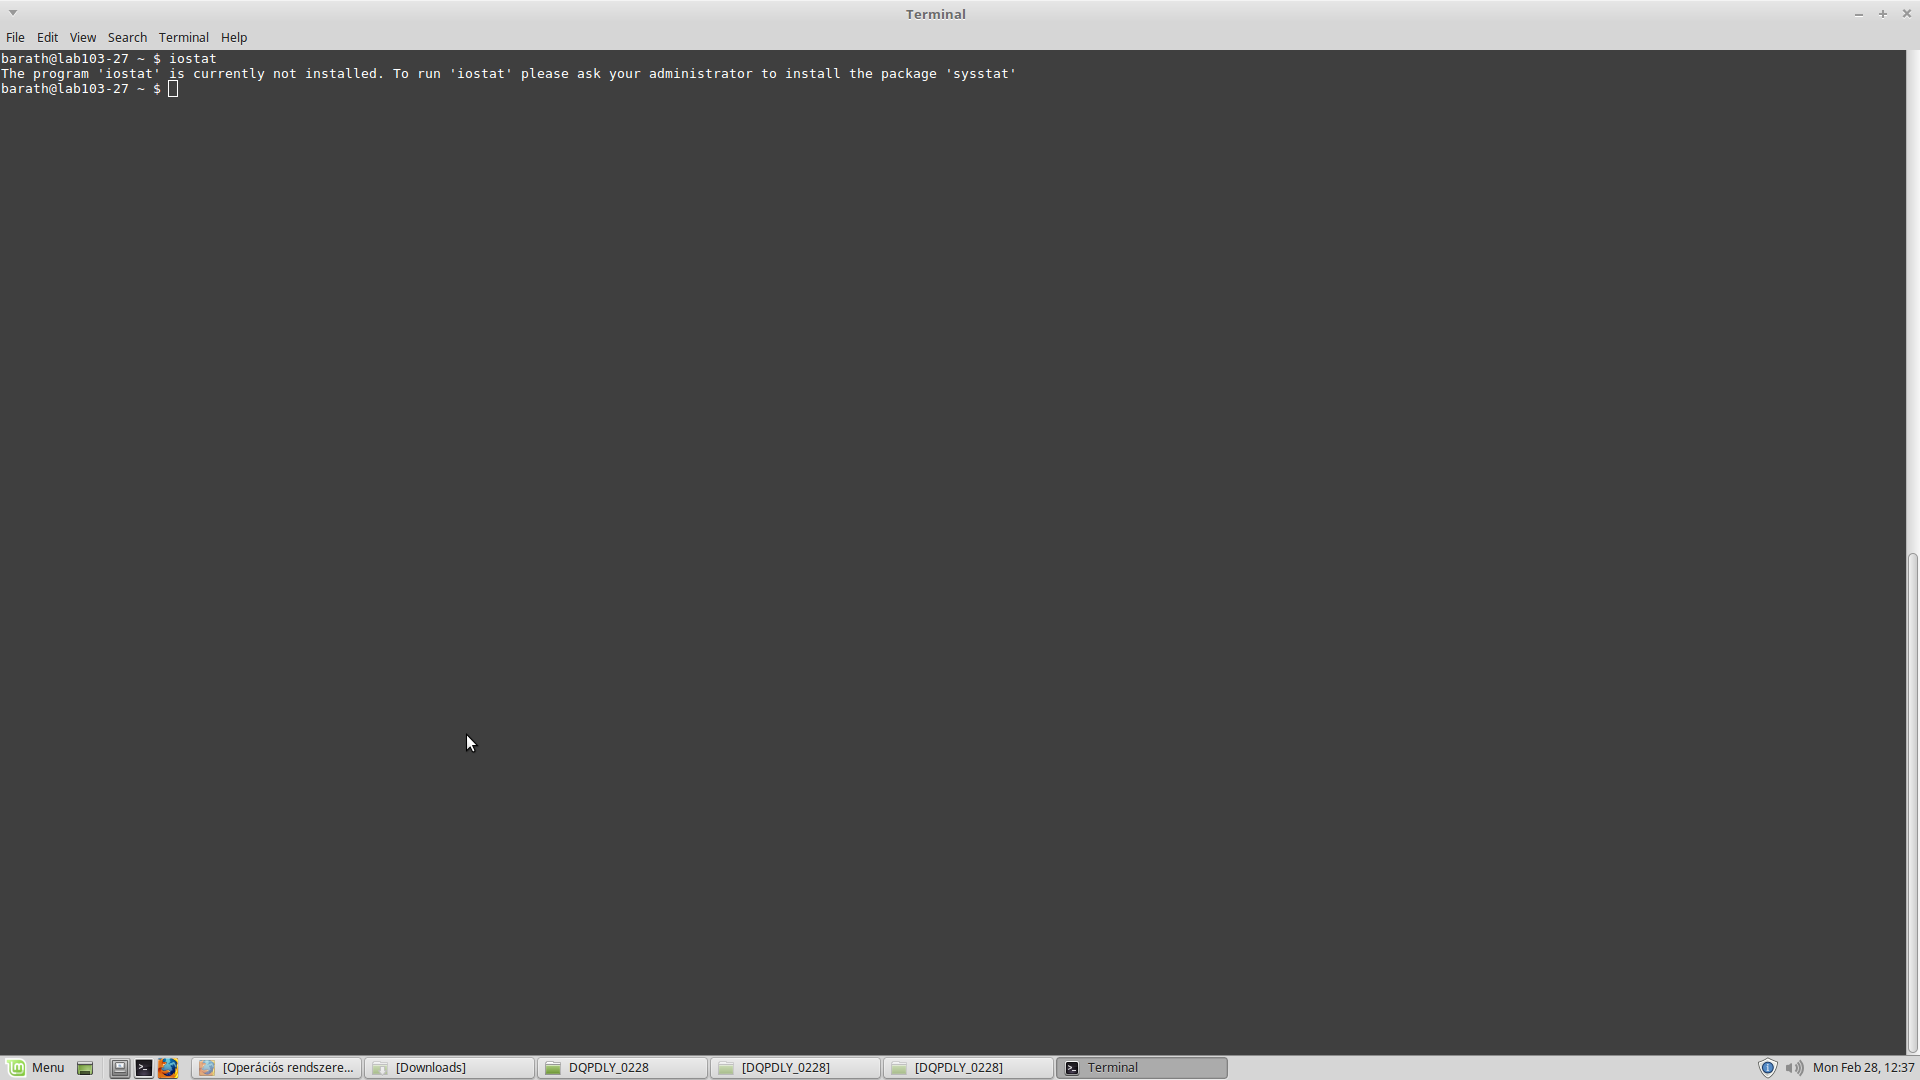 Terminal
File Edit View Search Terminal Help
barath@lab103-27 ~ $ iostat
The program 'iostat' is currently not installed. To run 'iostat' please ask your administrator to install the package 'sysstat'
barath@lab103-27 ~ $
Menu [Operációs rendszere... [Downloads] DQPDLY_0228 [DQPDLY_0228] [DQPDLY_0228] Terminal Mon Feb 28, 12:37